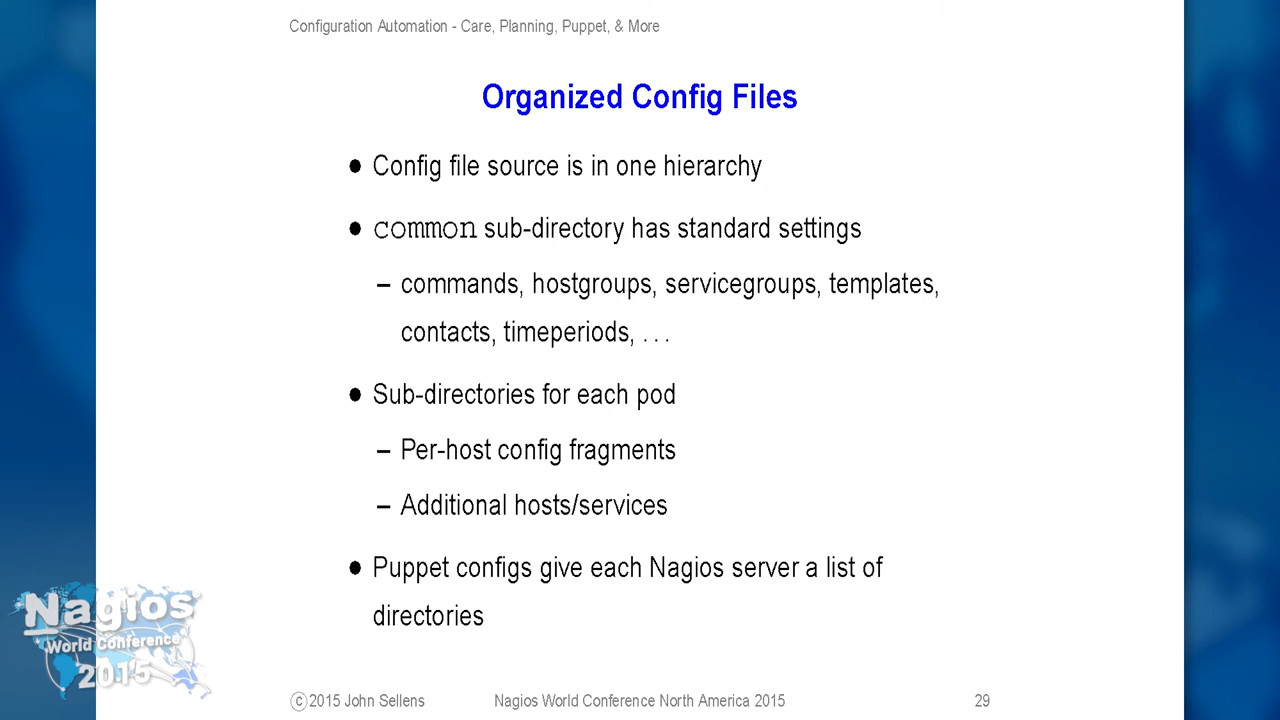 Configuration Automation - Care, Planning, Puppet, & More
Organized Config Files
● Config file source is in one hierarchy
● common sub-directory has standard settings
– commands, hostgroups, servicegroups, templates,
contacts, timeperiods, . . .
● Sub-directories for each pod
– Per-host config fragments
– Additional hosts/services
● Puppet configs give each Nagios server a list of
directories
Nagios
World Conference
2015
©2015 John Sellens Nagios World Conference North America 2015 29